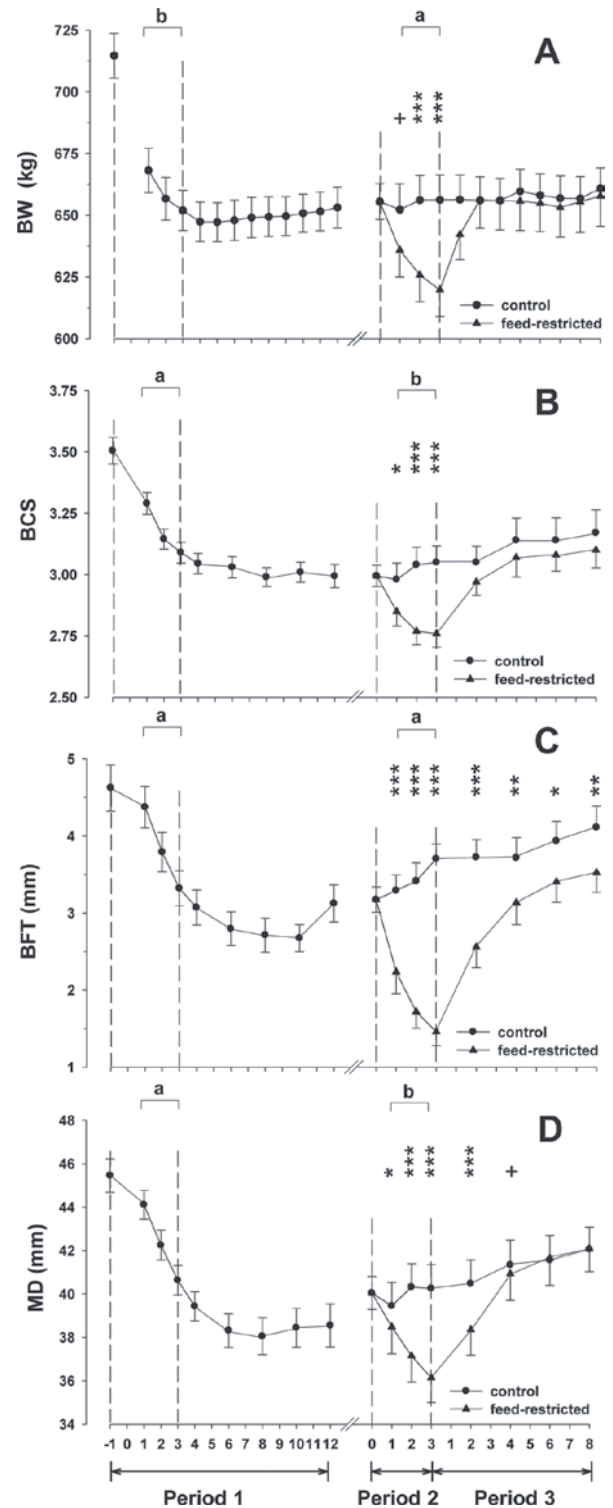 b
a
A
725
700
675
650
625
600
BW (kg)
+
***
***
control
feed-restricted
a
b
B
3.50
3.25
3.00
2.75
2.50
BCS
*
***
***
control
feed-restricted
a
a
C
5
4
3
2
1
BFT (mm)
***
***
***
***
**
*
**
control
feed-restricted
a
b
D
46
44
42
40
38
36
34
MD (mm)
*
***
***
***
+
control
feed-restricted
-1 0 1 2 3 4 5 6 7 8 9 10 11 12 0 1 2 3 1 2 3 4 5 6 7 8
Period 1 Period 2 Period 3